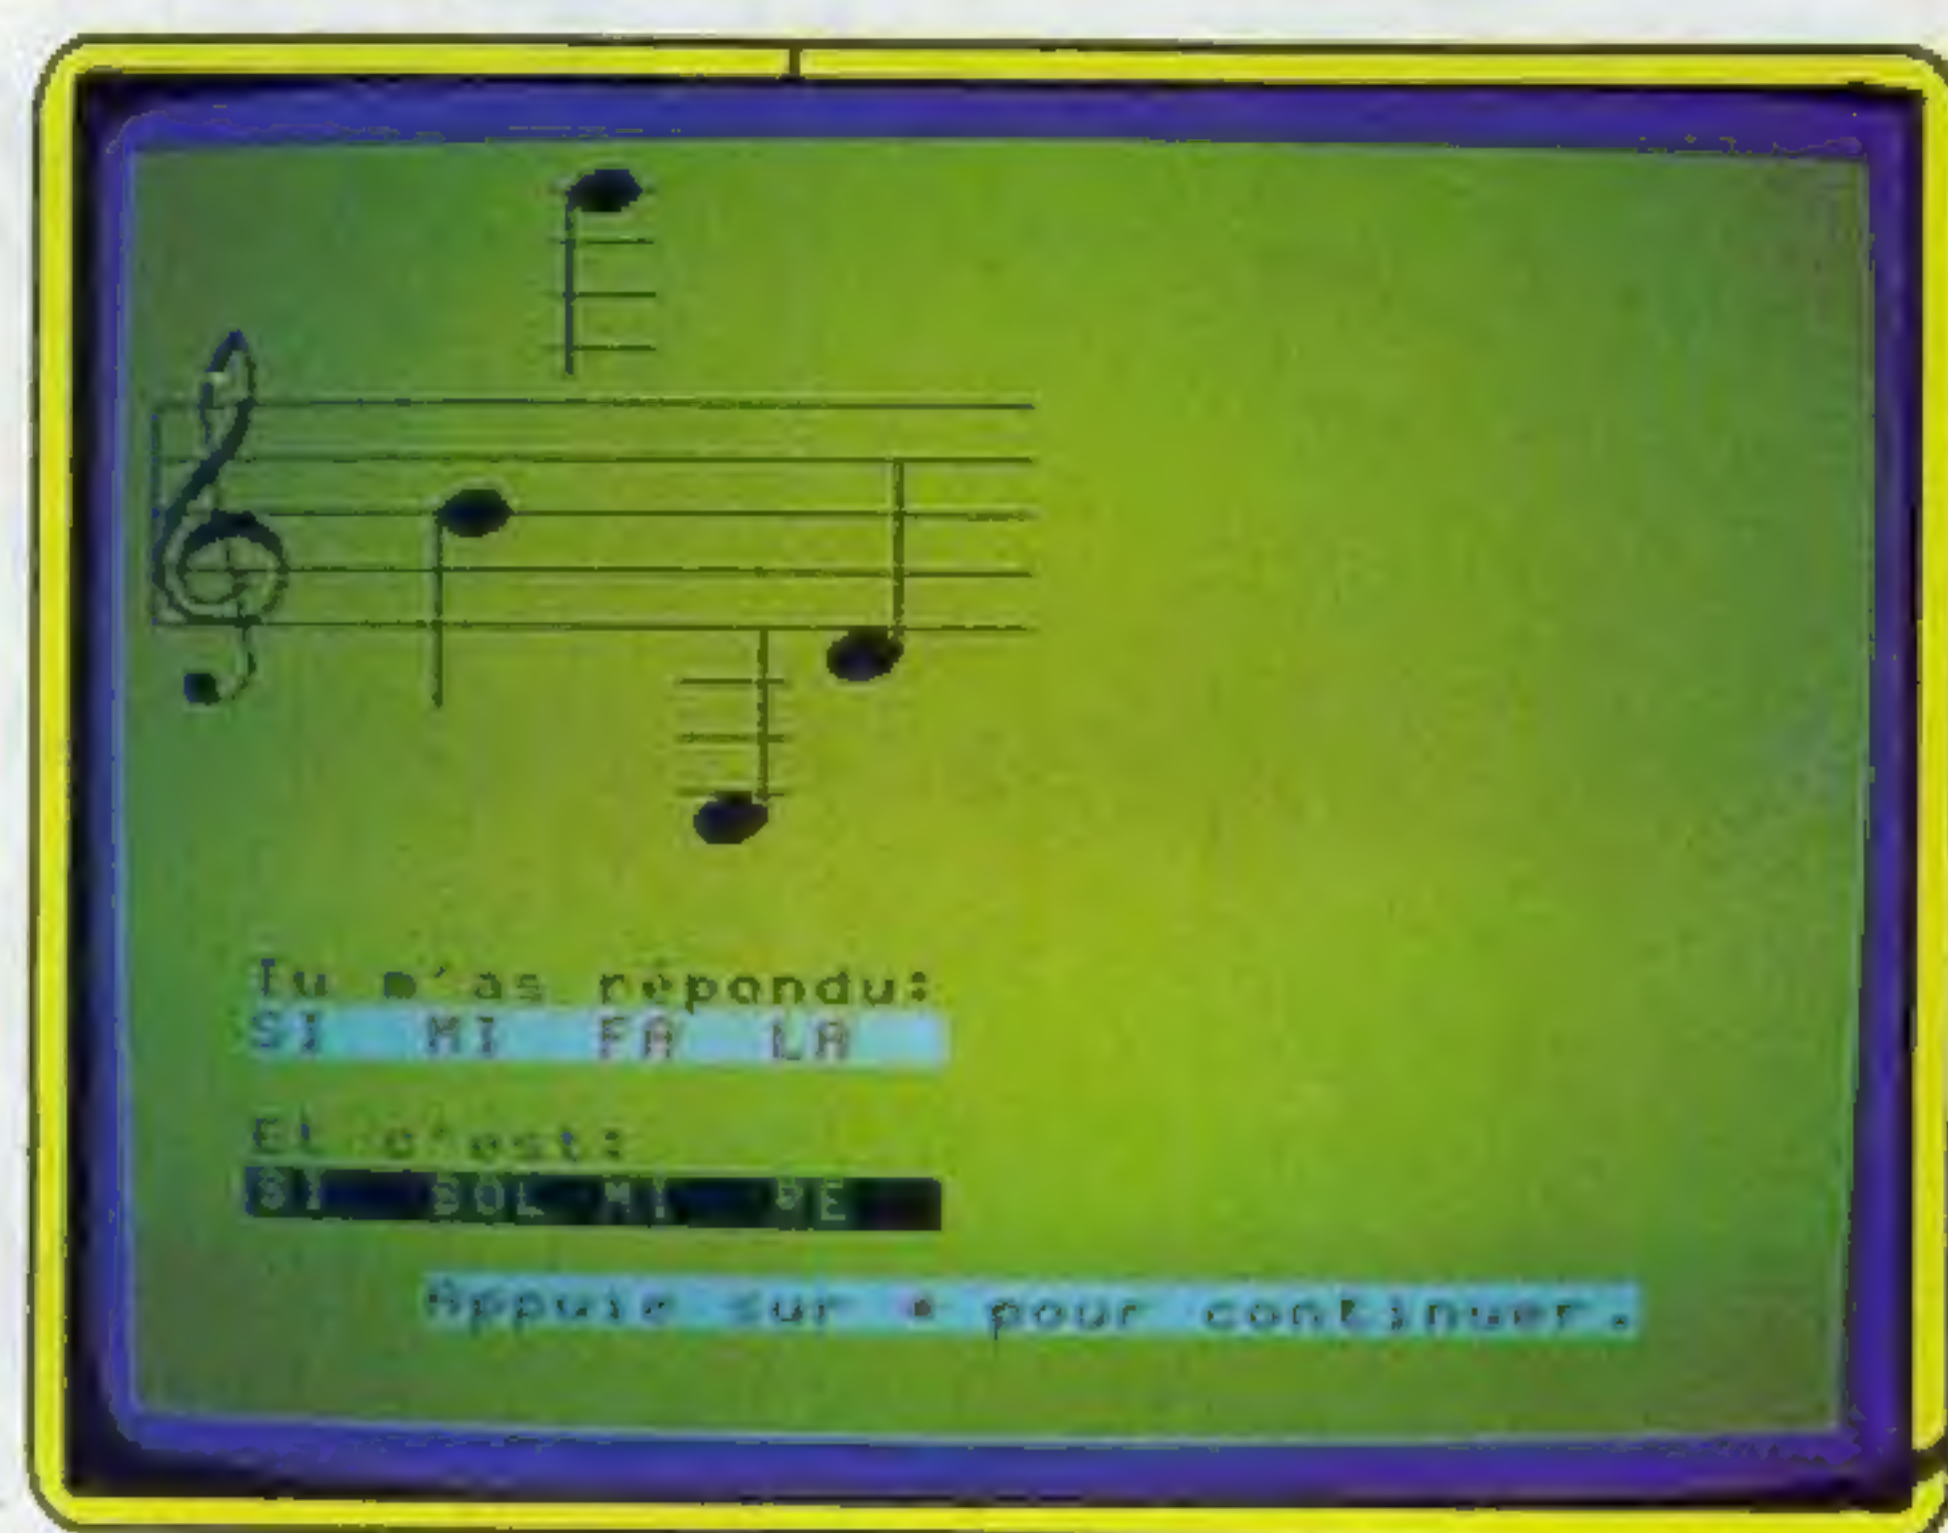 Tu m'as répondu:
SI MI FA LA
Et c'est:
SI SOL MI RE
Appuie sur * pour continuer.